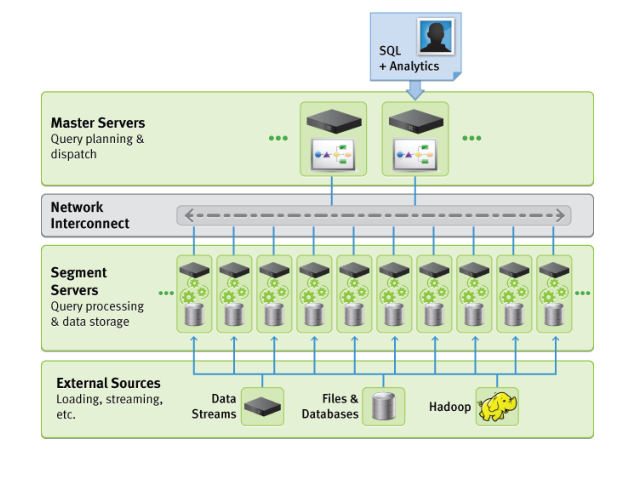 SQL
+ Analytics
Master Servers
Query planning &
dispatch
Network
Interconnect
Segment
Servers
Query processing
& data storage
External Sources
Loading, streaming,
etc.
Data
Streams
Files &
Databases
Hadoop